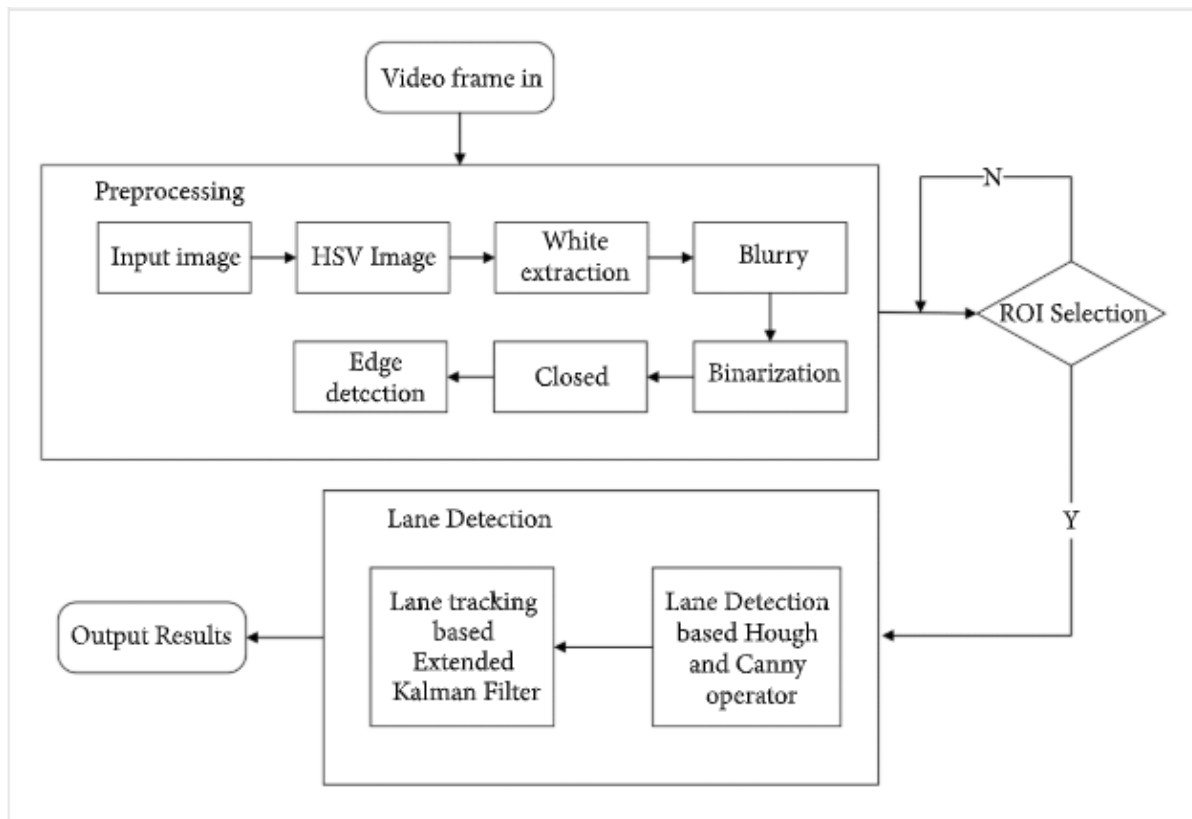 Video frame in
Preprocessing
Input image
HSV Image
White
extraction
Blurry
Edge
detection
Closed
Binarization
N
ROI Selection
Y
Lane Detection
Lane tracking
based
Extended
Kalman Filter
Lane Detection
based Hough
and Canny
operator
Output Results